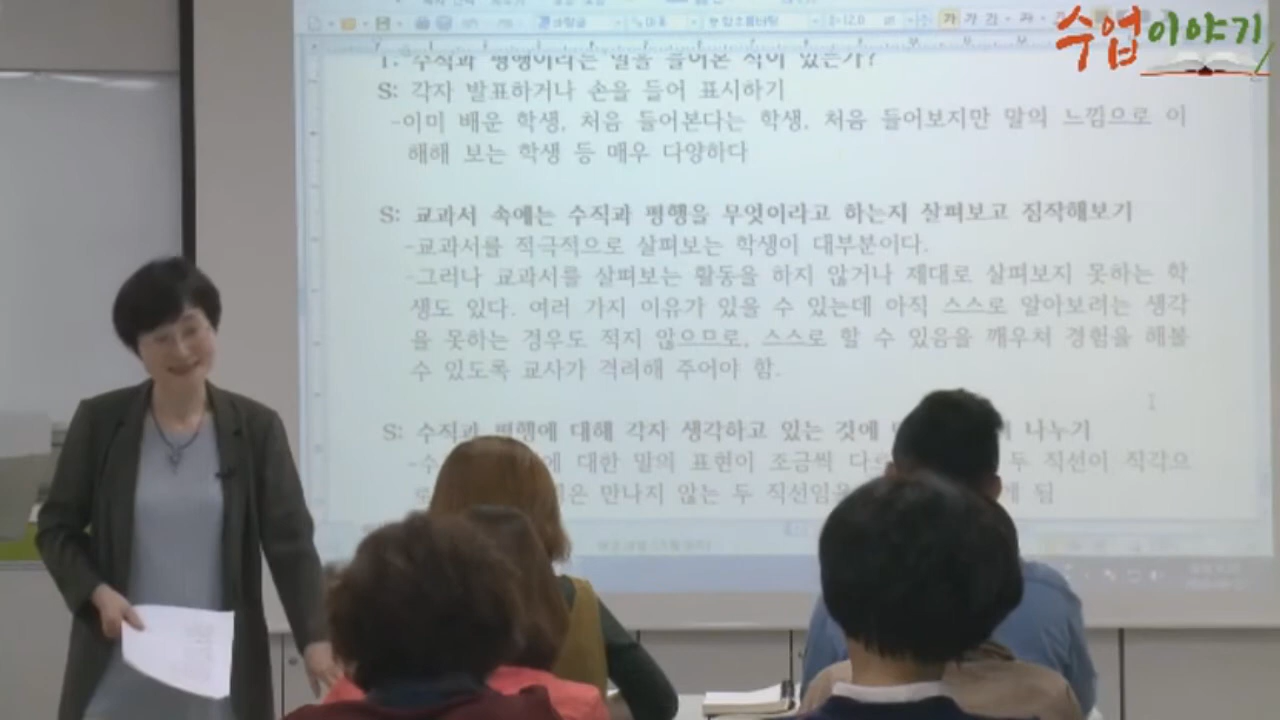 수업이야기
1. 수직과 평행이라는 말을 들어본 적이 있는가?
S: 각자 발표하거나 손을 들어 표시하기
-이미 배운 학생, 처음 들어본다는 학생, 처음 들어보지만 말의 느낌으로 이
해해 보는 학생 등 매우 다양하다
S: 교과서 속에는 수직과 평행을 무엇이라고 하는지 살펴보고 짐작해보기
-교과서를 적극적으로 살펴보는 학생이 대부분이다.
-그러나 교과서를 살펴보는 활동을 하지 않거나 제대로 살펴보지 못하는 학
생도 있다. 여러 가지 이유가 있을 수 있는데 아직 스스로 알아보려는 생각
을 못하는 경우도 적지 않으므로, 스스로 할 수 있음을 깨우쳐 경험을 해볼
수 있도록 교사가 격려해 주어야 함.
S: 수직과 평행에 대해 각자 생각하고 있는 것에 나누기
대한 말의 표현이 조금씩 두 직선이 직각으
만나지 않는 두 직선임을 됨